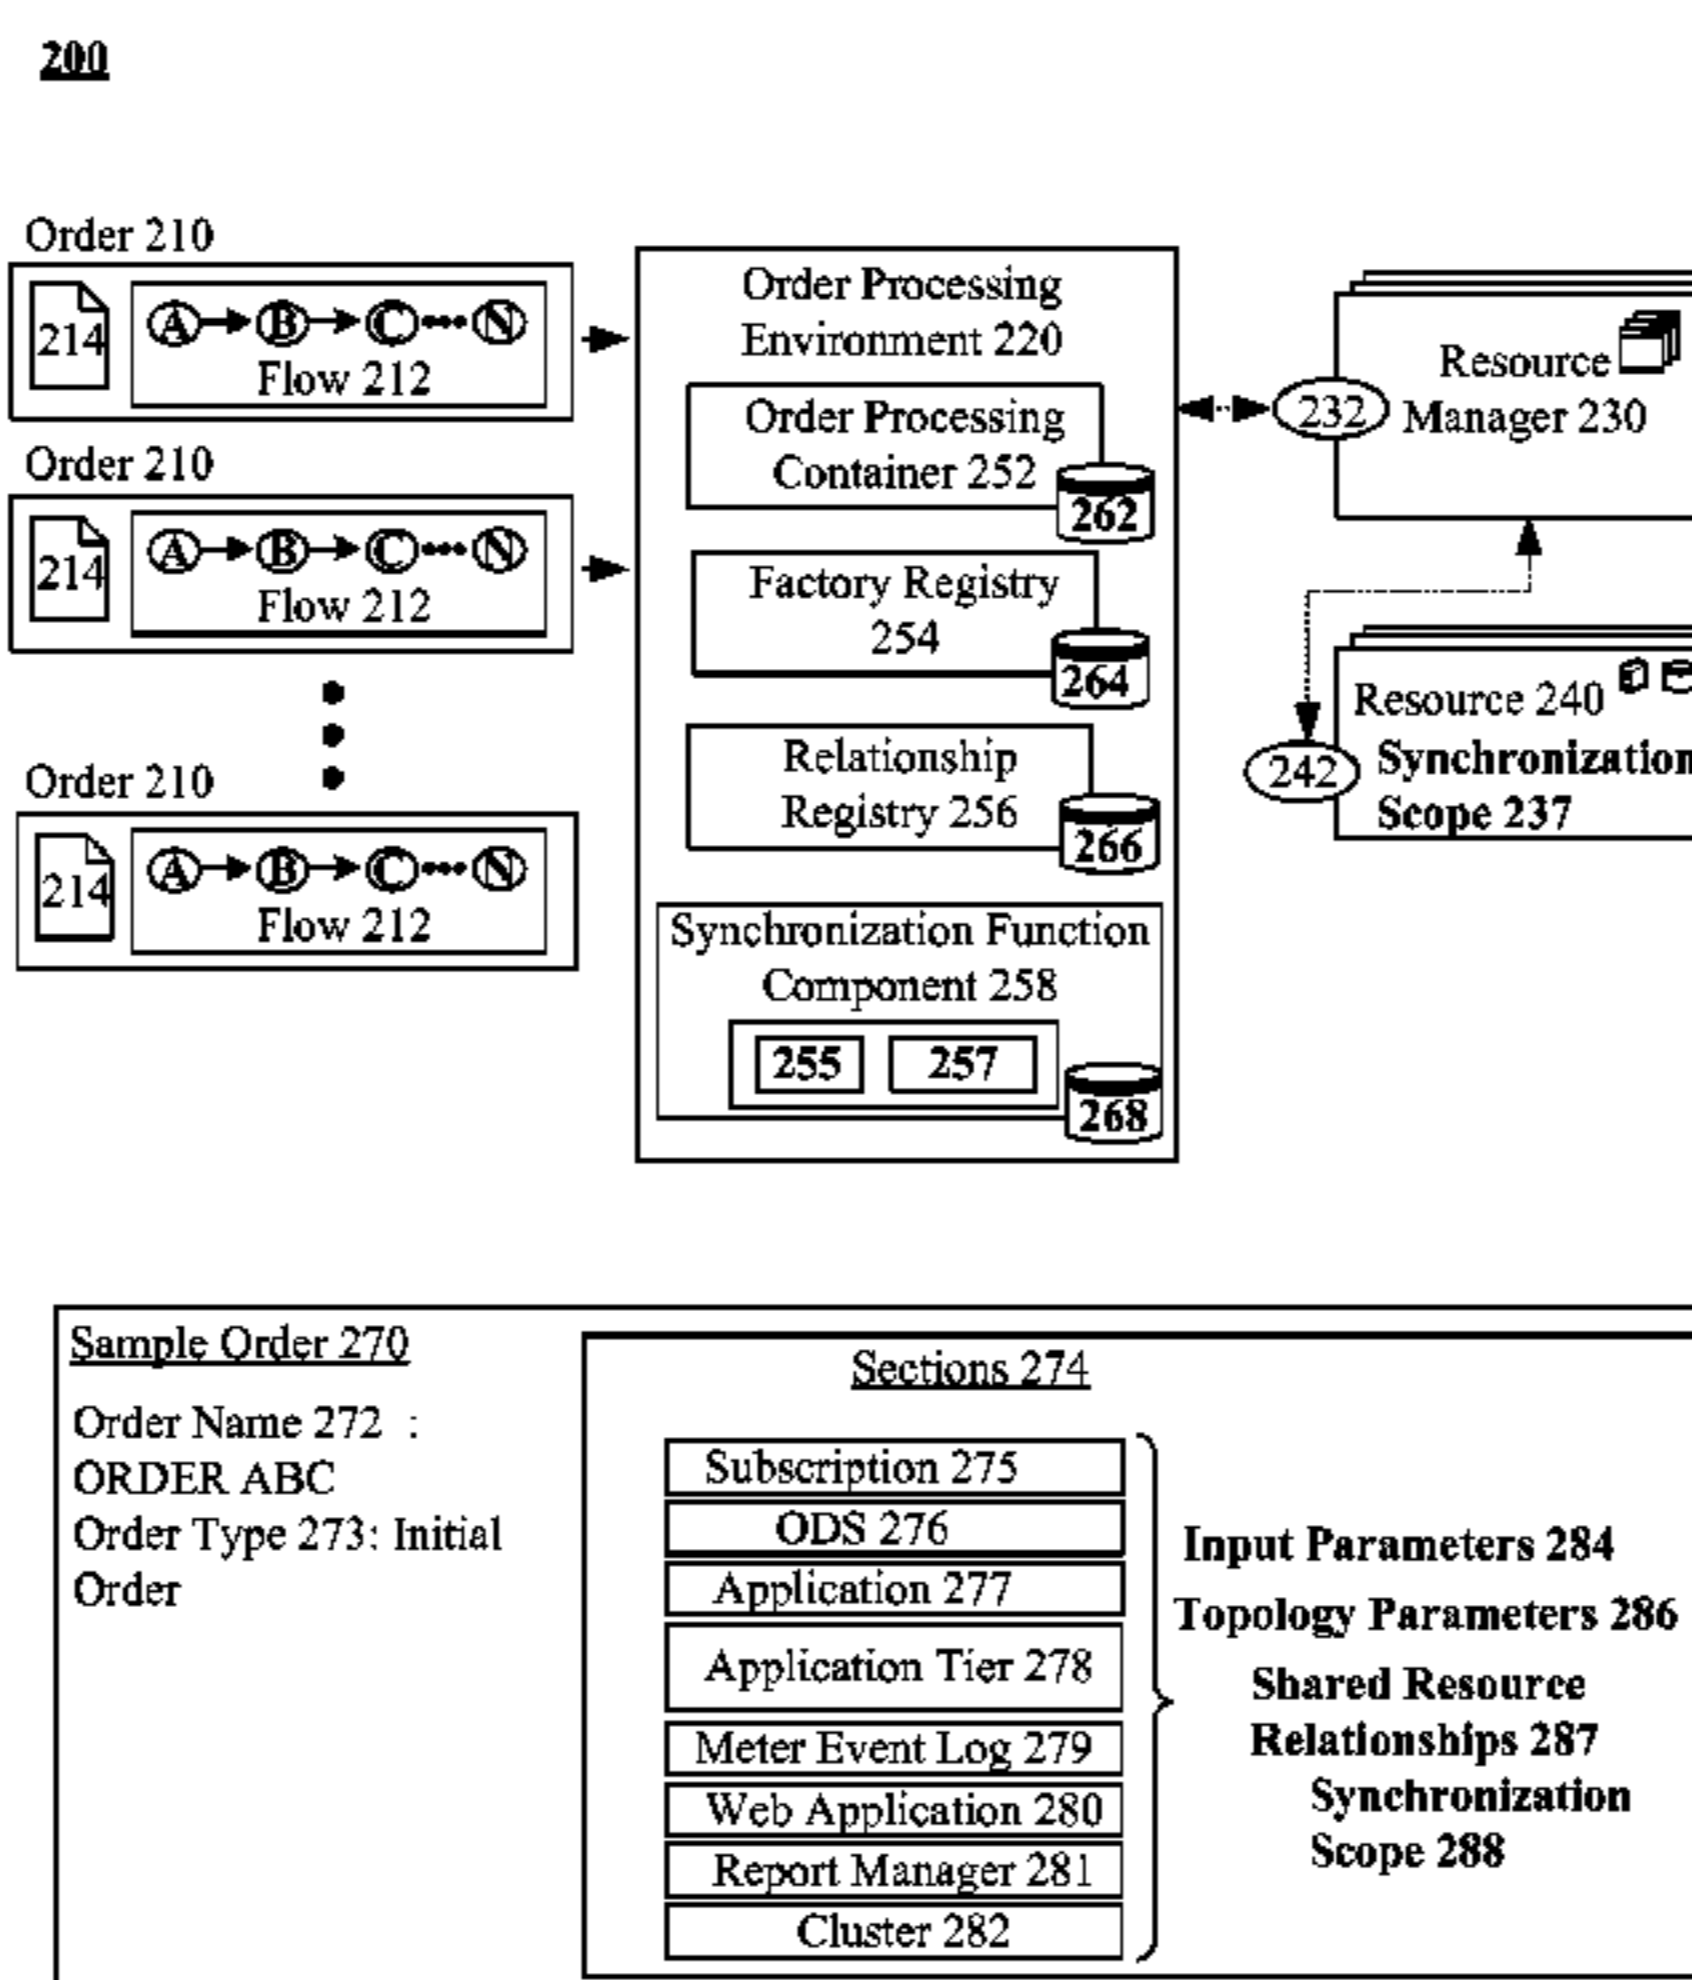 200
Order 210
214
A B C N
Flow 212
Order 210
214
A B C N
Flow 212
Order 210
214
A B C N
Flow 212
Order Processing
Environment 220
Order Processing
Container 252
262
Factory Registry
254
264
Relationship
Registry 256
266
Synchronization Function
Component 258
255 257
268
Resource
Manager 230
232
Resource 240
242
Synchronization
Scope 237
Sample Order 270
Order Name 272 :
ORDER ABC
Order Type 273: Initial
Order
Sections 274
Subscription 275
ODS 276
Application 277
Application Tier 278
Meter Event Log 279
Web Application 280
Report Manager 281
Cluster 282
Input Parameters 284
Topology Parameters 286
Shared Resource
Relationships 287
Synchronization
Scope 288